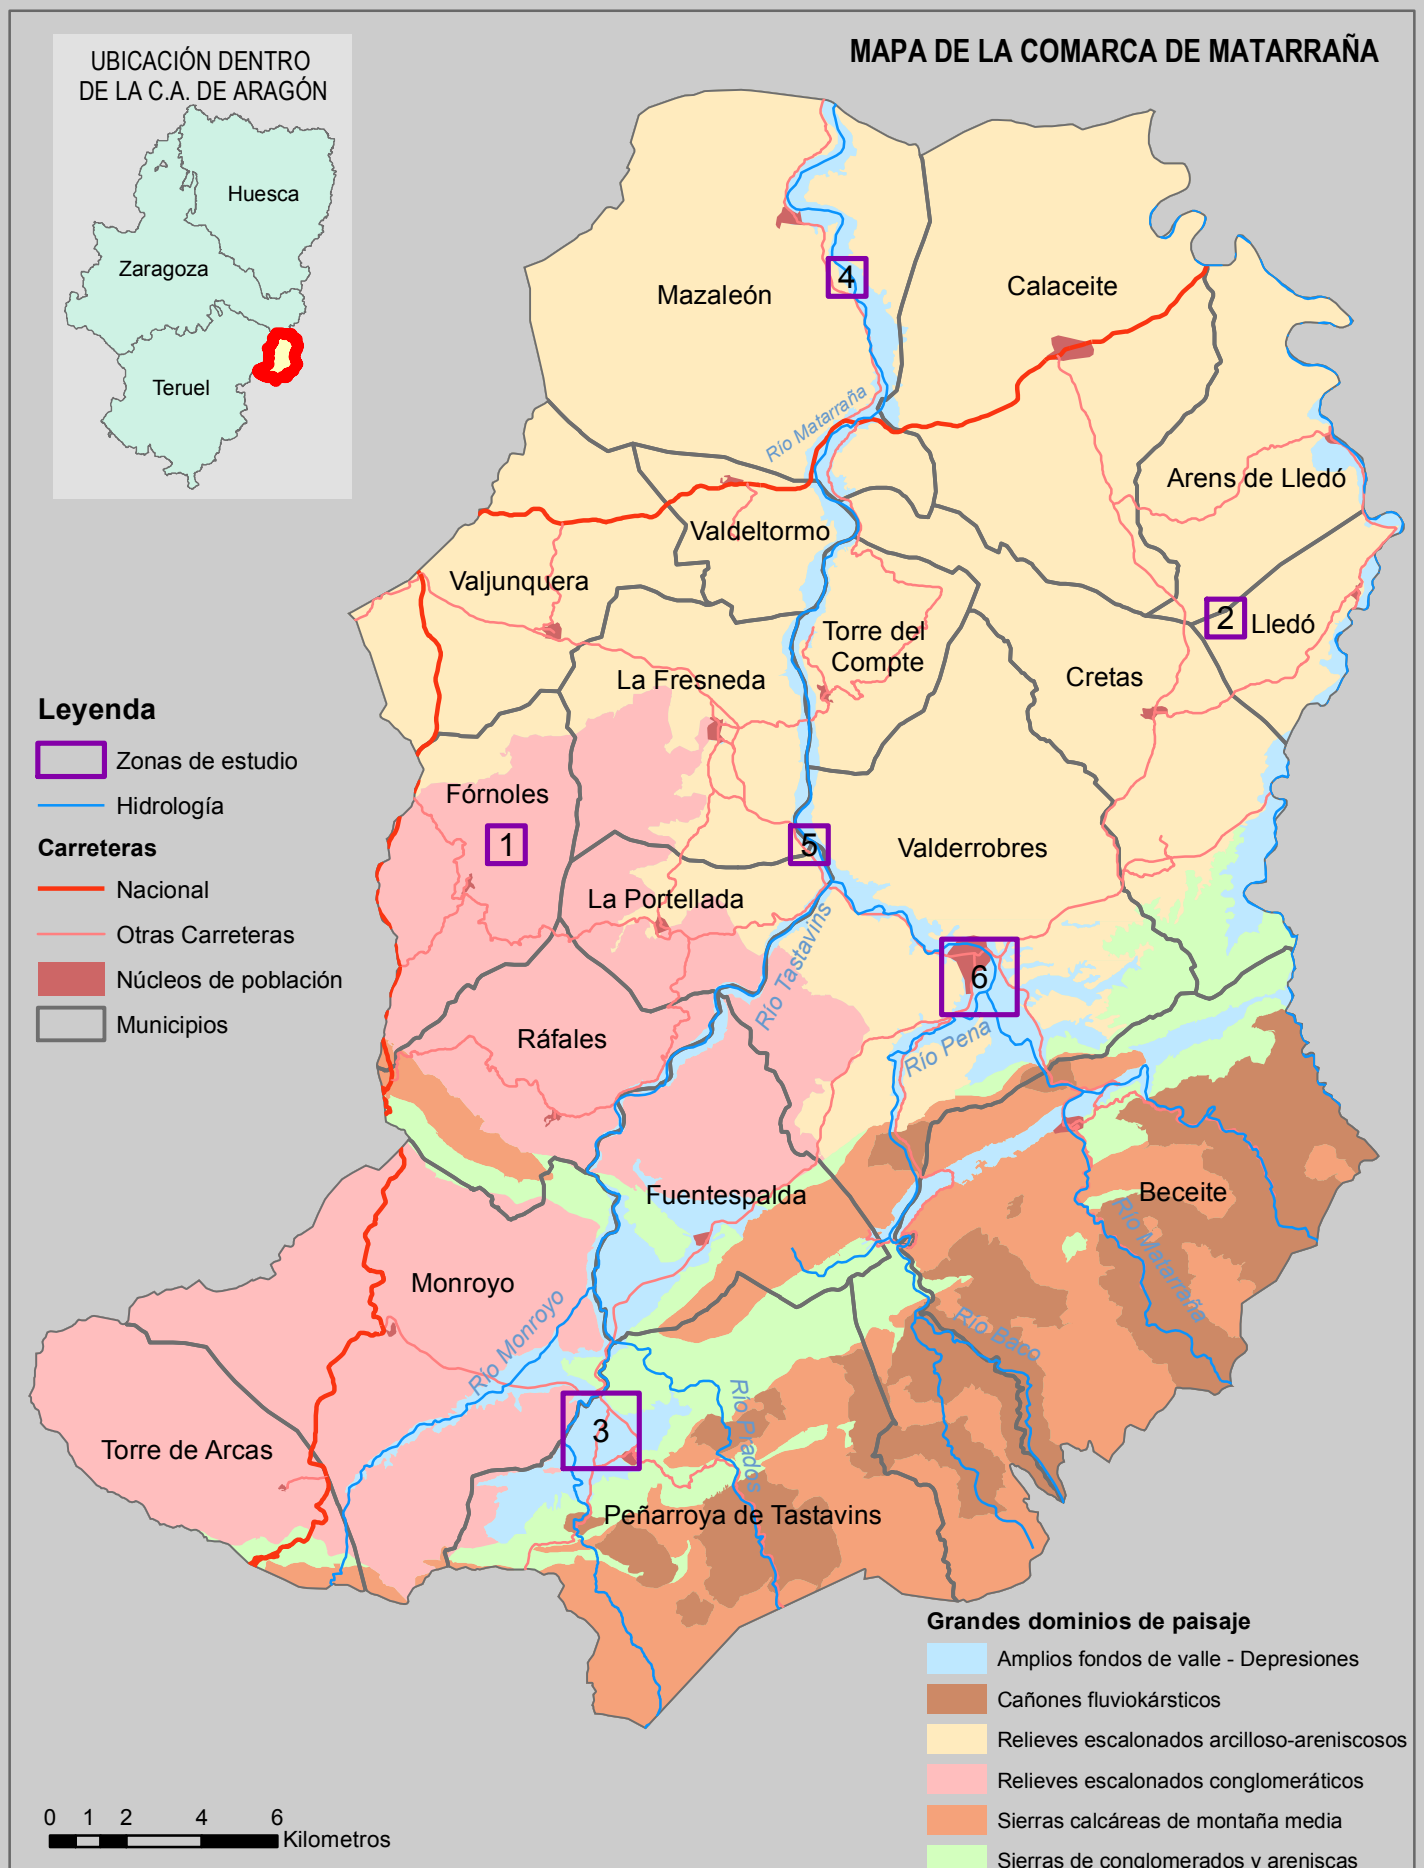 MAPA DE LA COMARCA DE MATARRAÑA
UBICACIÓN DENTRO
DE LA C.A. DE ARAGÓN
Huesca
Zaragoza
Teruel
Mazaleón
4
Calaceite
Río Matarraña
Arens de Lledó
Valdeltormo
Valjunquera
2
Lledó
Torre del
Compte
La Fresneda
Cretas
Fórnoles
1
5
Valderrobres
La Portellada
Río Tastavins
6
Ráfales
Río Pena
Fuentespalda
Beceite
Río Matarraña
Monroyo
Río Monroyo
Río Baco
Río Prados
3
Torre de Arcas
Peñarroya de Tastavins
Leyenda
Zonas de estudio
Hidrología
Carreteras
Nacional
Otras Carreteras
Núcleos de población
Municipios
Grandes dominios de paisaje
Amplios fondos de valle - Depresiones
Cañones fluviokársticos
Relieves escalonados arcilloso-areniscosos
Relieves escalonados conglomeráticos
Sierras calcáreas de montaña media
Sierras de conglomerados y areniscas
0 1 2 4 6
Kilometros